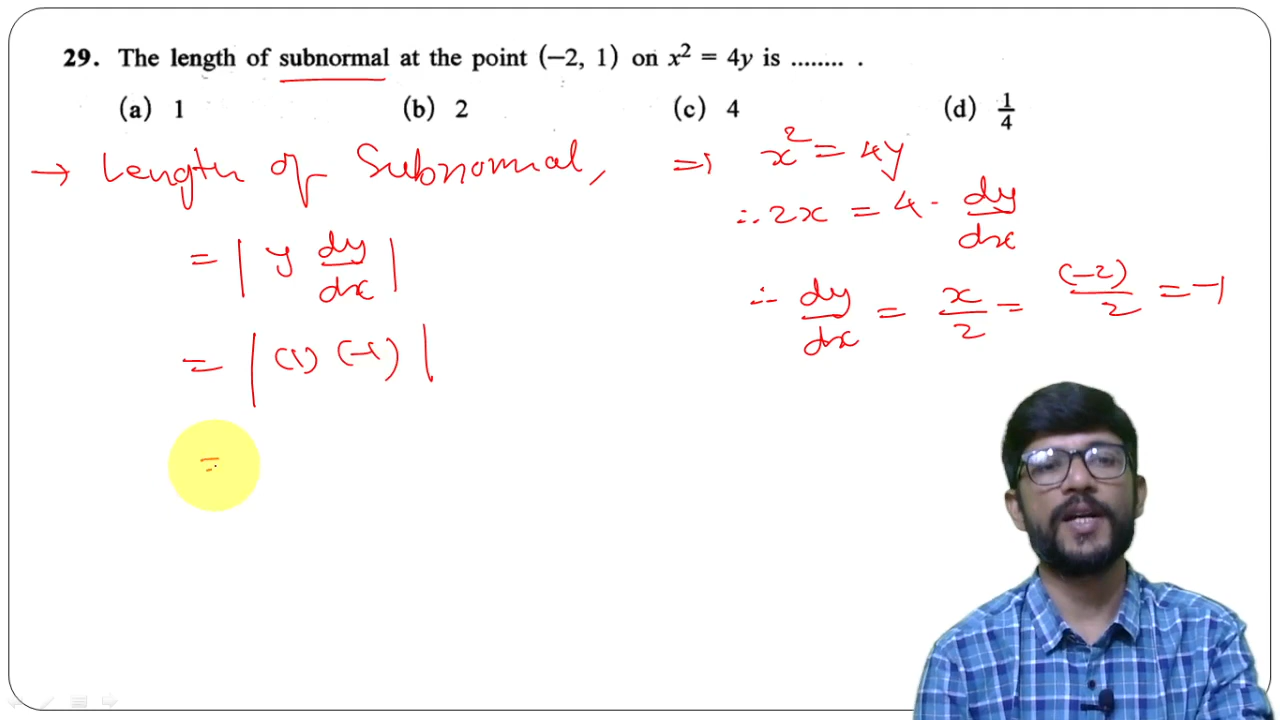 29. The length of subnormal at the point (−2, 1) on x² = 4y is ........ .
(a) 1 (b) 2 (c) 4 (d) 1/4
→ Length of Subnormal,
= | y dy/dx |
= | (1) (-1) |
=
⇒ x² = 4y
∴ 2x = 4 · dy/dx
∴ dy/dx = x/2 = (-2)/2 = -1